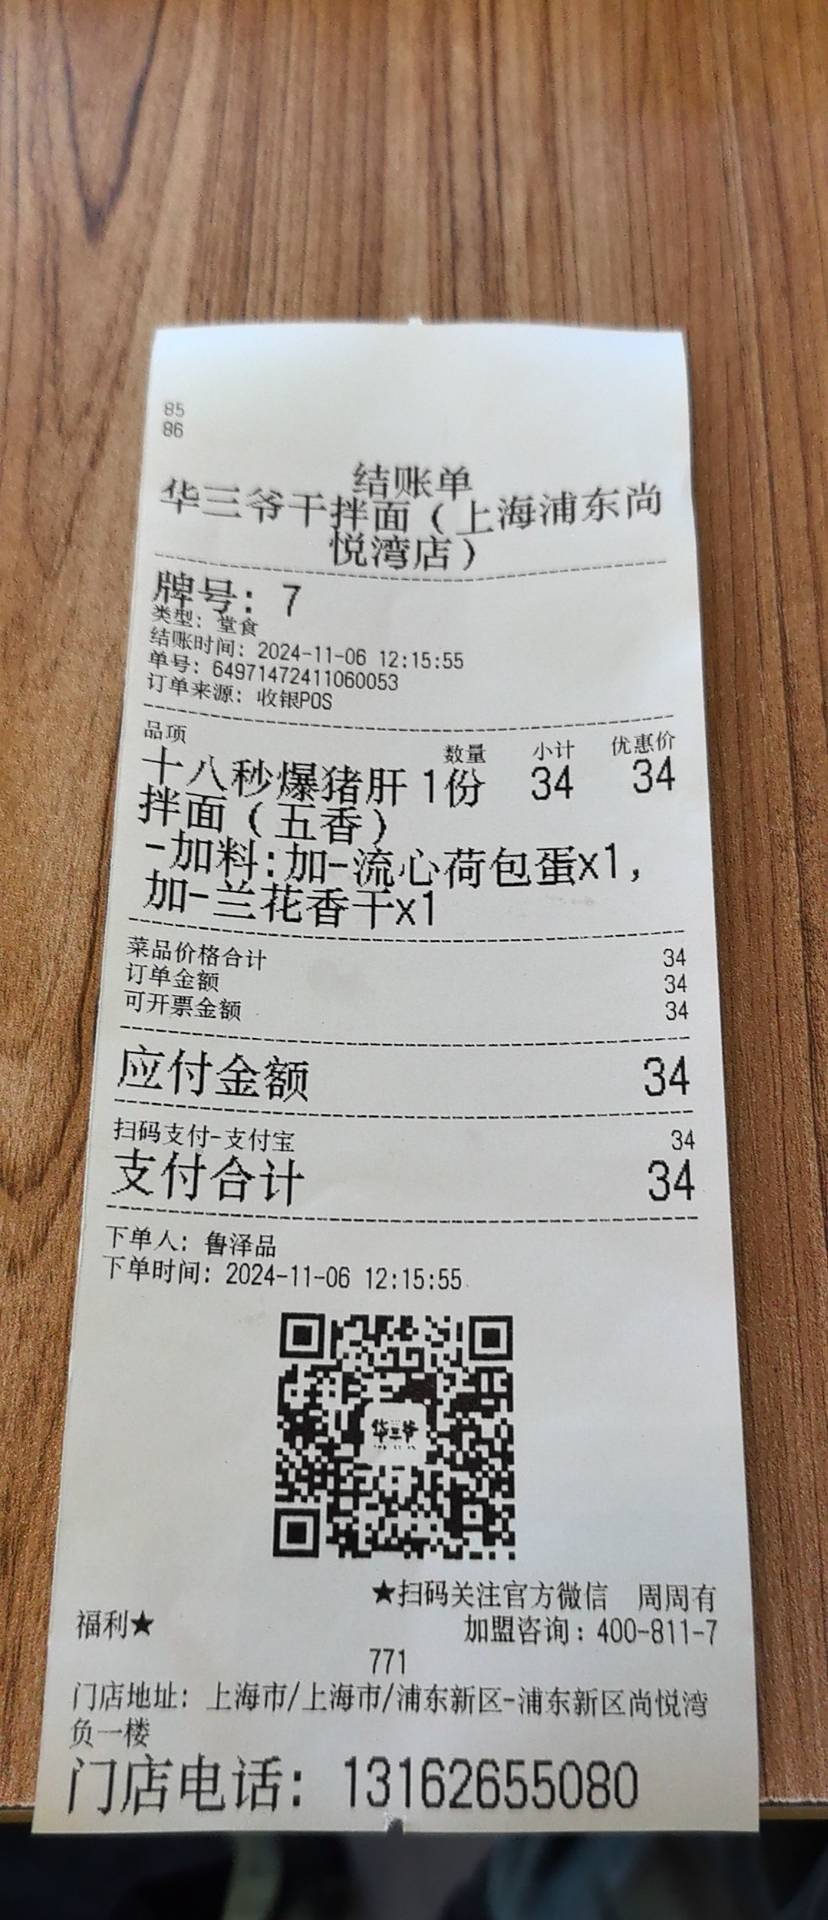 85
86
结账单
华三爷干拌面（上海浦东尚
悦湾店）
牌号：7
类型：堂食
结账时间：2024-11-06 12:15:55
单号：64971472411060053
订单来源：收银POS
品项 数量 小计 优惠价
十八秒爆猪肝 1份 34 34
拌面（五香）
-加料:加-流心荷包蛋x1,
加-兰花香干x1
菜品价格合计 34
订单金额 34
可开票金额 34
应付金额 34
扫码支付-支付宝 34
支付合计 34
下单人：鲁泽品
下单时间：2024-11-06 12:15:55
华三爷
★扫码关注官方微信 周周有
福利★ 加盟咨询：400-811-7
771
门店地址：上海市/上海市/浦东新区-浦东新区尚悦湾
负一楼
门店电话：13162655080